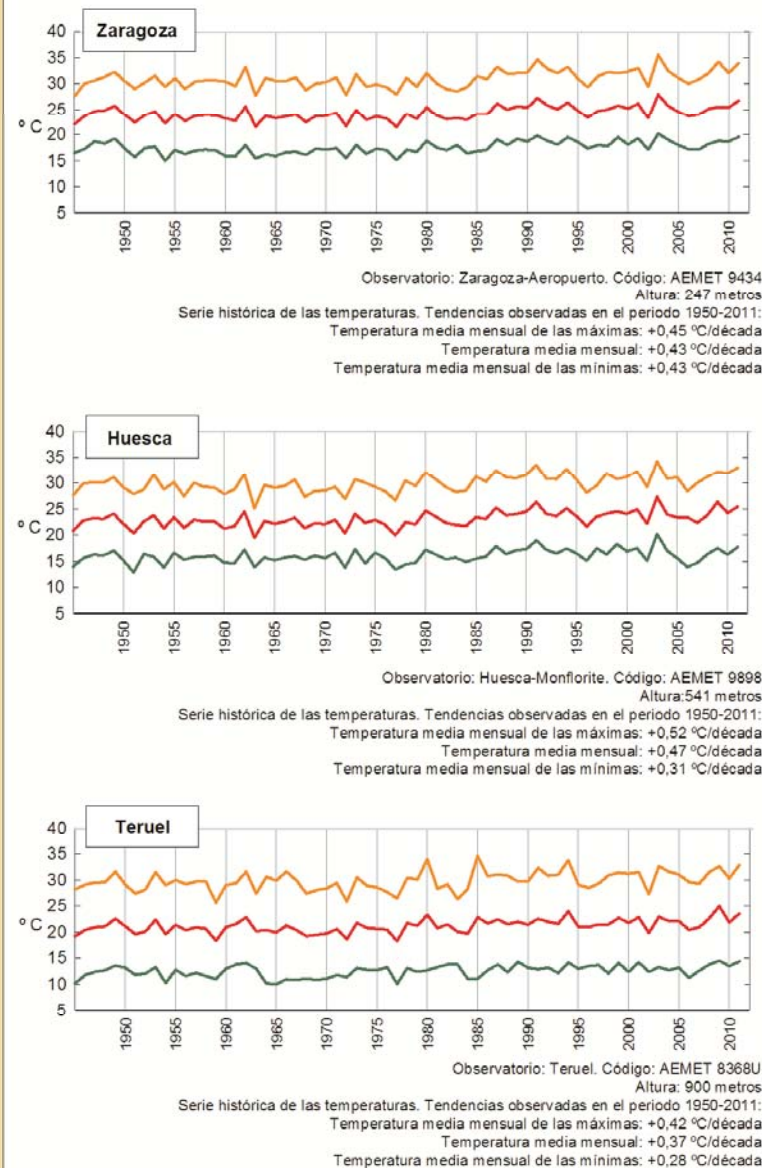 Zaragoza
40
35
30
25
º C
20
15
10
5
1950
1955
1960
1965
1970
1975
1980
1985
1990
1995
2000
2005
2010
Observatorio: Zaragoza-Aeropuerto. Código: AEMET 9434
Altura: 247 metros
Serie histórica de las temperaturas. Tendencias observadas en el periodo 1950-2011:
Temperatura media mensual de las máximas: +0,45 ºC/década
Temperatura media mensual: +0,43 ºC/década
Temperatura media mensual de las mínimas: +0,43 ºC/década
Huesca
40
35
30
25
º C
20
15
10
5
1950
1955
1960
1965
1970
1975
1980
1985
1990
1995
2000
2005
2010
Observatorio: Huesca-Monflorite. Código: AEMET 9898
Altura:541 metros
Serie histórica de las temperaturas. Tendencias observadas en el periodo 1950-2011:
Temperatura media mensual de las máximas: +0,52 ºC/década
Temperatura media mensual: +0,47 ºC/década
Temperatura media mensual de las mínimas: +0,31 ºC/década
Teruel
40
35
30
25
º C
20
15
10
5
1950
1955
1960
1965
1970
1975
1980
1985
1990
1995
2000
2005
2010
Observatorio: Teruel. Código: AEMET 8368U
Altura: 900 metros
Serie histórica de las temperaturas. Tendencias observadas en el periodo 1950-2011:
Temperatura media mensual de las máximas: +0,42 ºC/década
Temperatura media mensual: +0,37 ºC/década
Temperatura media mensual de las mínimas: +0,28 ºC/década